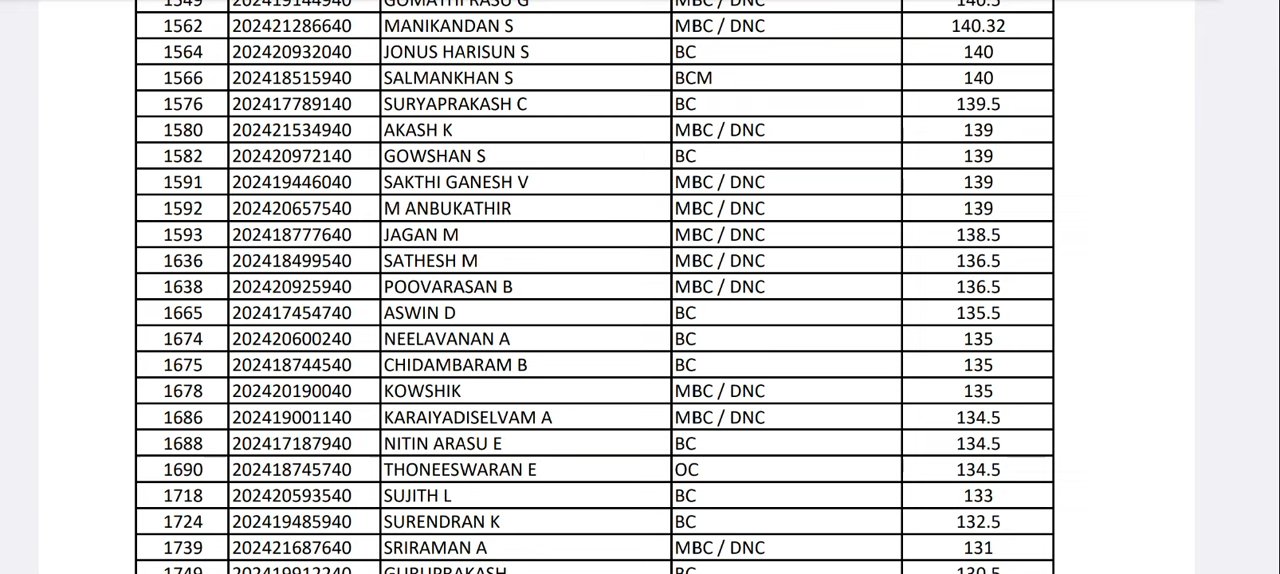 1549 202419144940 GOMATHI RASU G MBC / DNC 140.5
1562 202421286640 MANIKANDAN S MBC / DNC 140.32
1564 202420932040 JONUS HARISUN S BC 140
1566 202418515940 SALMANKHAN S BCM 140
1576 202417789140 SURYAPRAKASH C BC 139.5
1580 202421534940 AKASH K MBC / DNC 139
1582 202420972140 GOWSHAN S BC 139
1591 202419446040 SAKTHI GANESH V MBC / DNC 139
1592 202420657540 M ANBUKATHIR MBC / DNC 139
1593 202418777640 JAGAN M MBC / DNC 138.5
1636 202418499540 SATHESH M MBC / DNC 136.5
1638 202420925940 POOVARASAN B MBC / DNC 136.5
1665 202417454740 ASWIN D BC 135.5
1674 202420600240 NEELAVANAN A BC 135
1675 202418744540 CHIDAMBARAM B BC 135
1678 202420190040 KOWSHIK MBC / DNC 135
1686 202419001140 KARAIYADISELVAM A MBC / DNC 134.5
1688 202417187940 NITIN ARASU E BC 134.5
1690 202418745740 THONEESWARAN E OC 134.5
1718 202420593540 SUJITH L BC 133
1724 202419485940 SURENDRAN K BC 132.5
1739 202421687640 SRIRAMAN A MBC / DNC 131
1749 202419912240 GURUPRAKASH BC 130.5